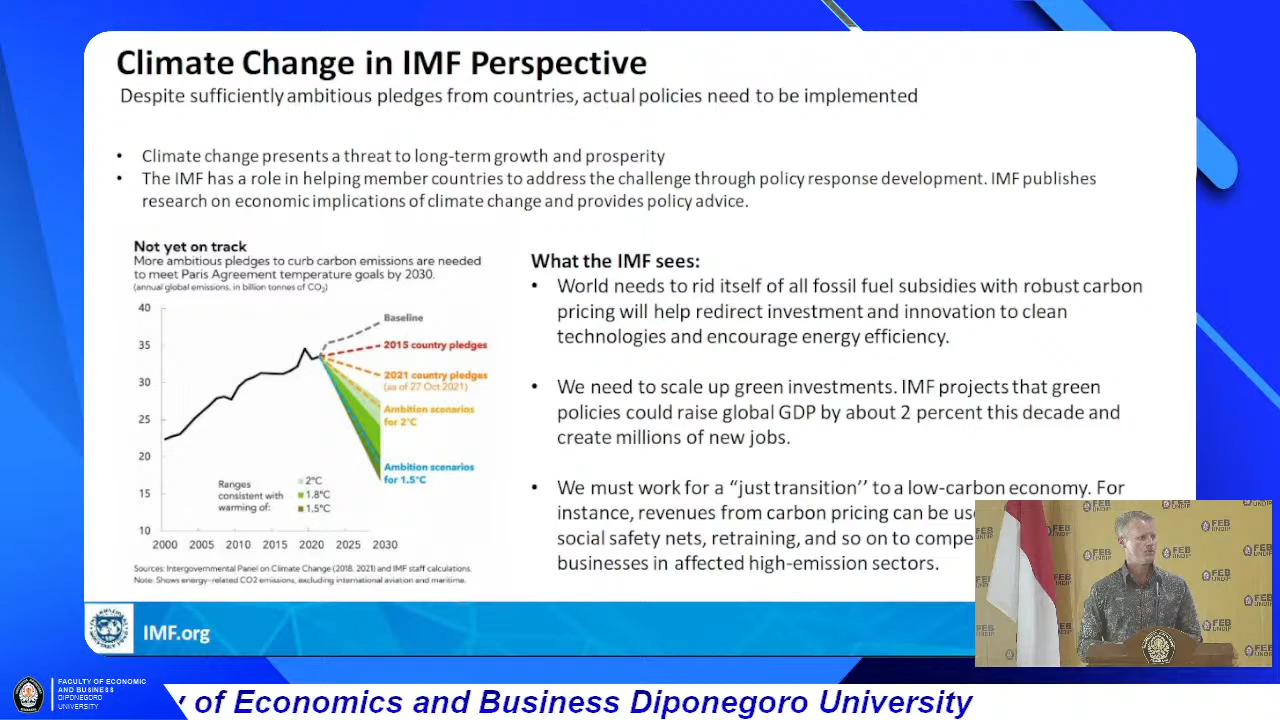 Climate Change in IMF Perspective
Despite sufficiently ambitious pledges from countries, actual policies need to be implemented
• Climate change presents a threat to long-term growth and prosperity
• The IMF has a role in helping member countries to address the challenge through policy response development. IMF publishes
research on economic implications of climate change and provides policy advice.
Not yet on track
More ambitious pledges to curb carbon emissions are needed
to meet Paris Agreement temperature goals by 2030.
(annual global emissions, in billion tonnes of CO₂)
40
35
30
25
20
15
10
2000 2005 2010 2015 2020 2025 2030
Baseline
2015 country pledges
2021 country pledges
(as of 27 Oct 2021)
Ambition scenarios
for 2°C
Ambition scenarios
for 1.5°C
Ranges
consistent with
warming of:
2°C
1.8°C
1.5°C
Sources: Intergovernmental Panel on Climate Change (2018, 2021) and IMF staff calculations.
Note: Shows energy-related CO2 emissions, excluding international aviation and maritime.
What the IMF sees:
• World needs to rid itself of all fossil fuel subsidies with robust carbon
pricing will help redirect investment and innovation to clean
technologies and encourage energy efficiency.
• We need to scale up green investments. IMF projects that green
policies could raise global GDP by about 2 percent this decade and
create millions of new jobs.
• We must work for a “just transition’’ to a low-carbon economy. For
instance, revenues from carbon pricing can be
social safety nets, retraining, and so on to
businesses in affected high-emission sectors.
IMF.org
FEB
UNDIP
FEB
UNDIP
FEB
UNDIP
FEB
UNDIP
FEB
UNDIP
FEB
UNDIP
FACULTY OF ECONOMIC
AND BUSINESS
DIPONEGORO
UNIVERSITY
of Economics and Business Diponegoro University